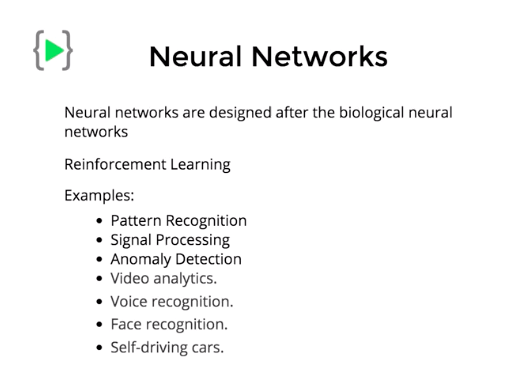 Neural Networks
Neural networks are designed after the biological neural
networks
Reinforcement Learning
Examples:
• Pattern Recognition
• Signal Processing
• Anomaly Detection
• Video analytics.
• Voice recognition.
• Face recognition.
• Self-driving cars.